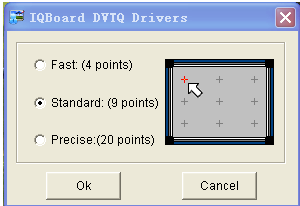 IQBoard DVTQ Drivers
Fast: (4 points)
Standard: (9 points)
Precise:(20 points)
Ok
Cancel